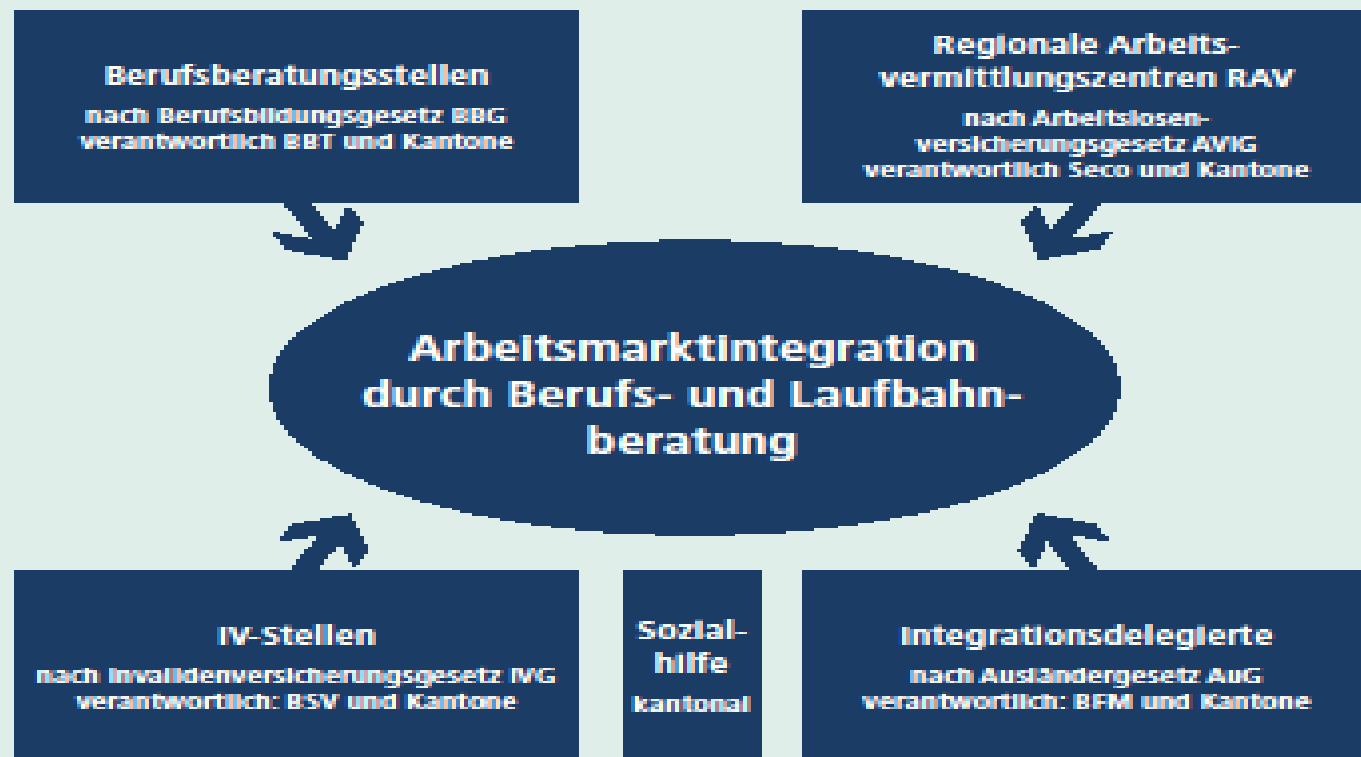 Berufsberatungsstellen
nach Berufsbildungsgesetz BBG
verantwortlich BBT und Kantone
Regionale Arbeits-
vermittlungszentren RAV
nach Arbeitslosen-
versicherungsgesetz AVIG
verantwortlich Seco und Kantone
Arbeitsmarktintegration
durch Berufs- und Laufbahn-
beratung
IV-Stellen
nach Invalidenversicherungsgesetz IVG
verantwortlich: BSV und Kantone
Sozial-
hilfe
kantonal
Integrationsdelegierte
nach Ausländergesetz AuG
verantwortlich: BFM und Kantone